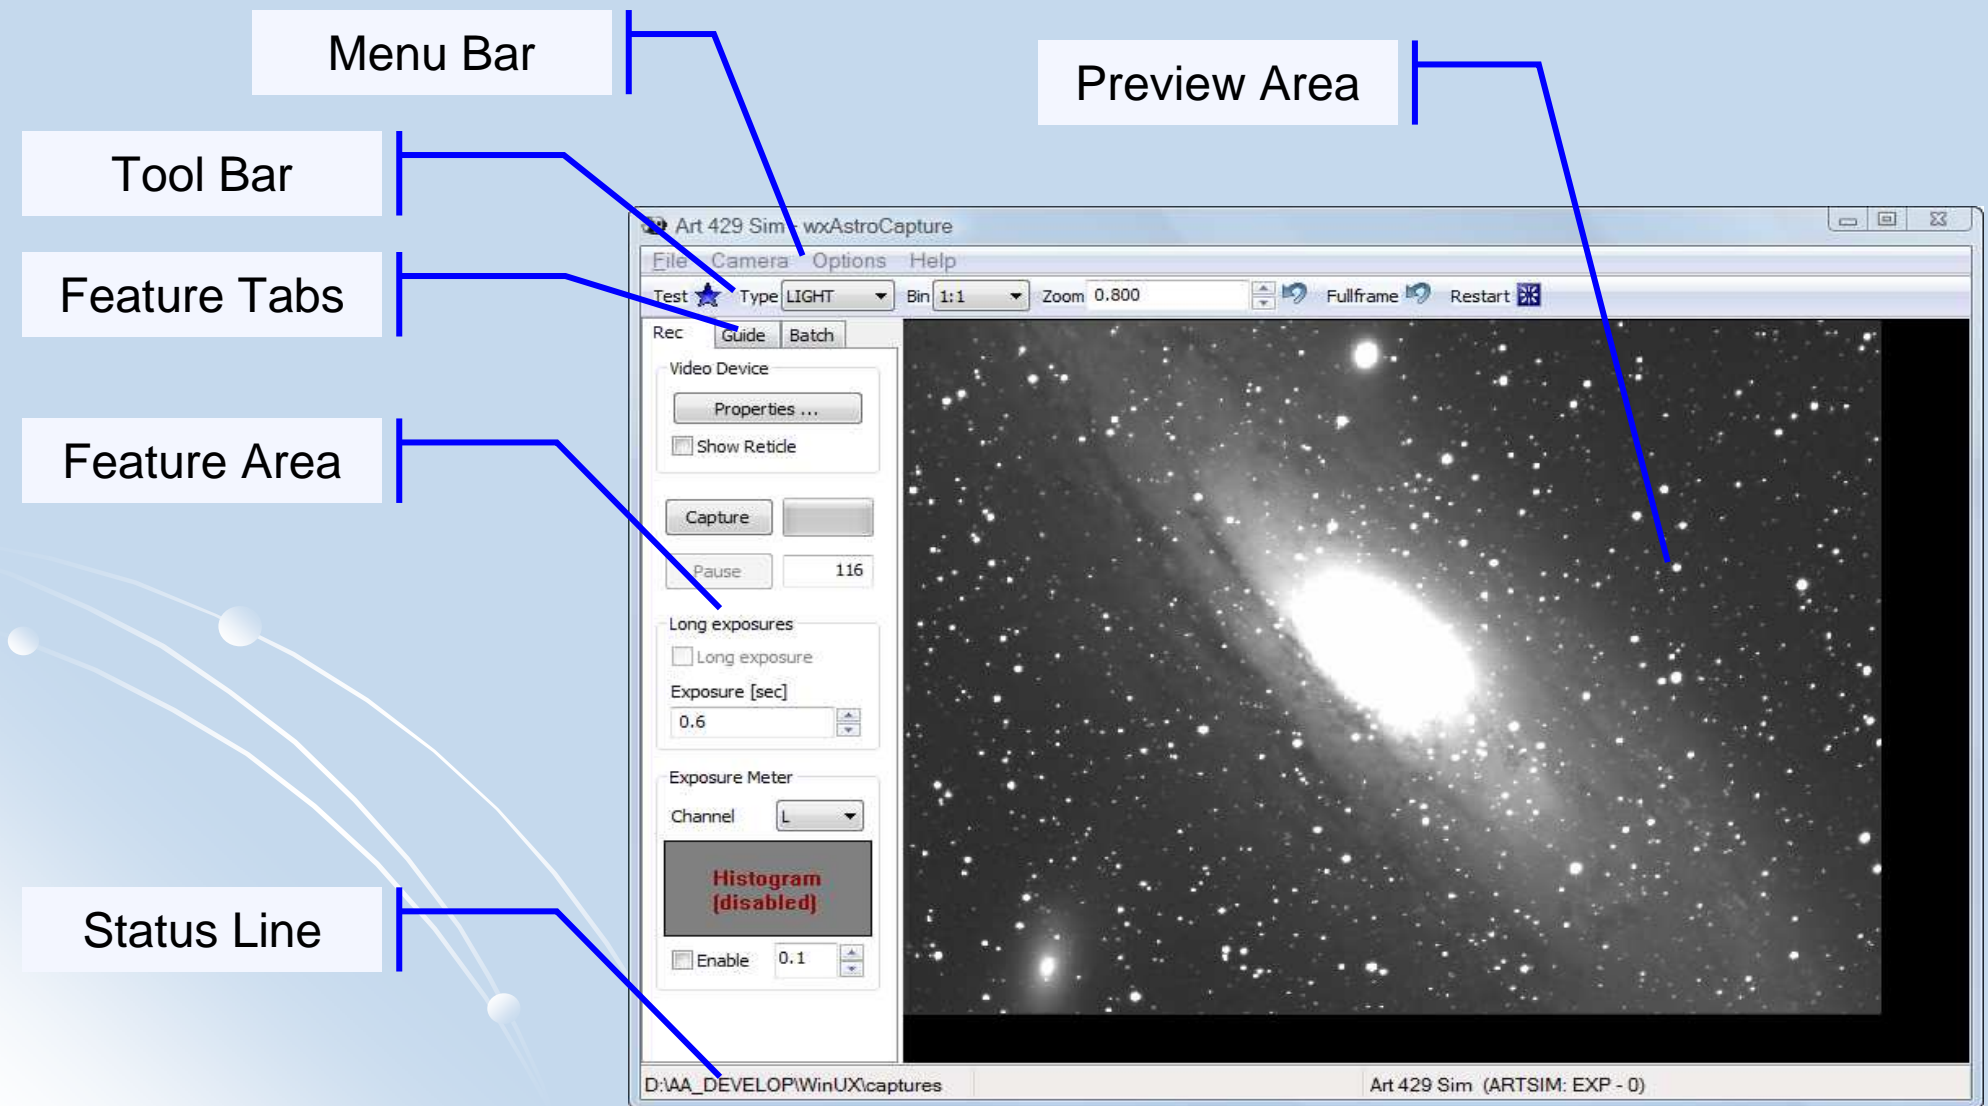 Menu Bar
Preview Area
Tool Bar
Feature Tabs
Feature Area
Status Line
Art 429 Sim - wxAstroCapture
File Camera Options Help
Test Type LIGHT Bin 1:1 Zoom 0.800 Fullframe Restart
Rec Guide Batch
Video Device
Properties ...
Show Reticle
Capture
Pause 116
Long exposures
Long exposure
Exposure [sec]
0.6
Exposure Meter
Channel L
Histogram
(disabled)
Enable 0.1
D:\AA_DEVELOP\WinUX\captures Art 429 Sim (ARTSIM: EXP - 0)